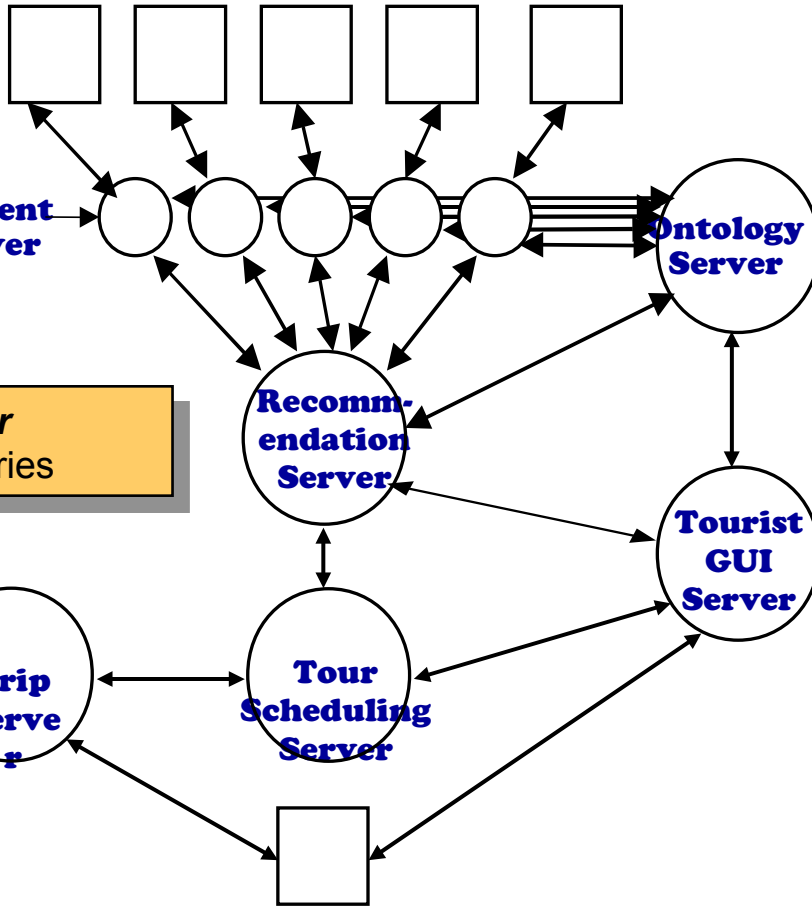 ent
ver
Ontology
Server
Recomm-
endation
Server
r
ries
Tourist
GUI
Server
rip
erve
r
Tour
Scheduling
Server